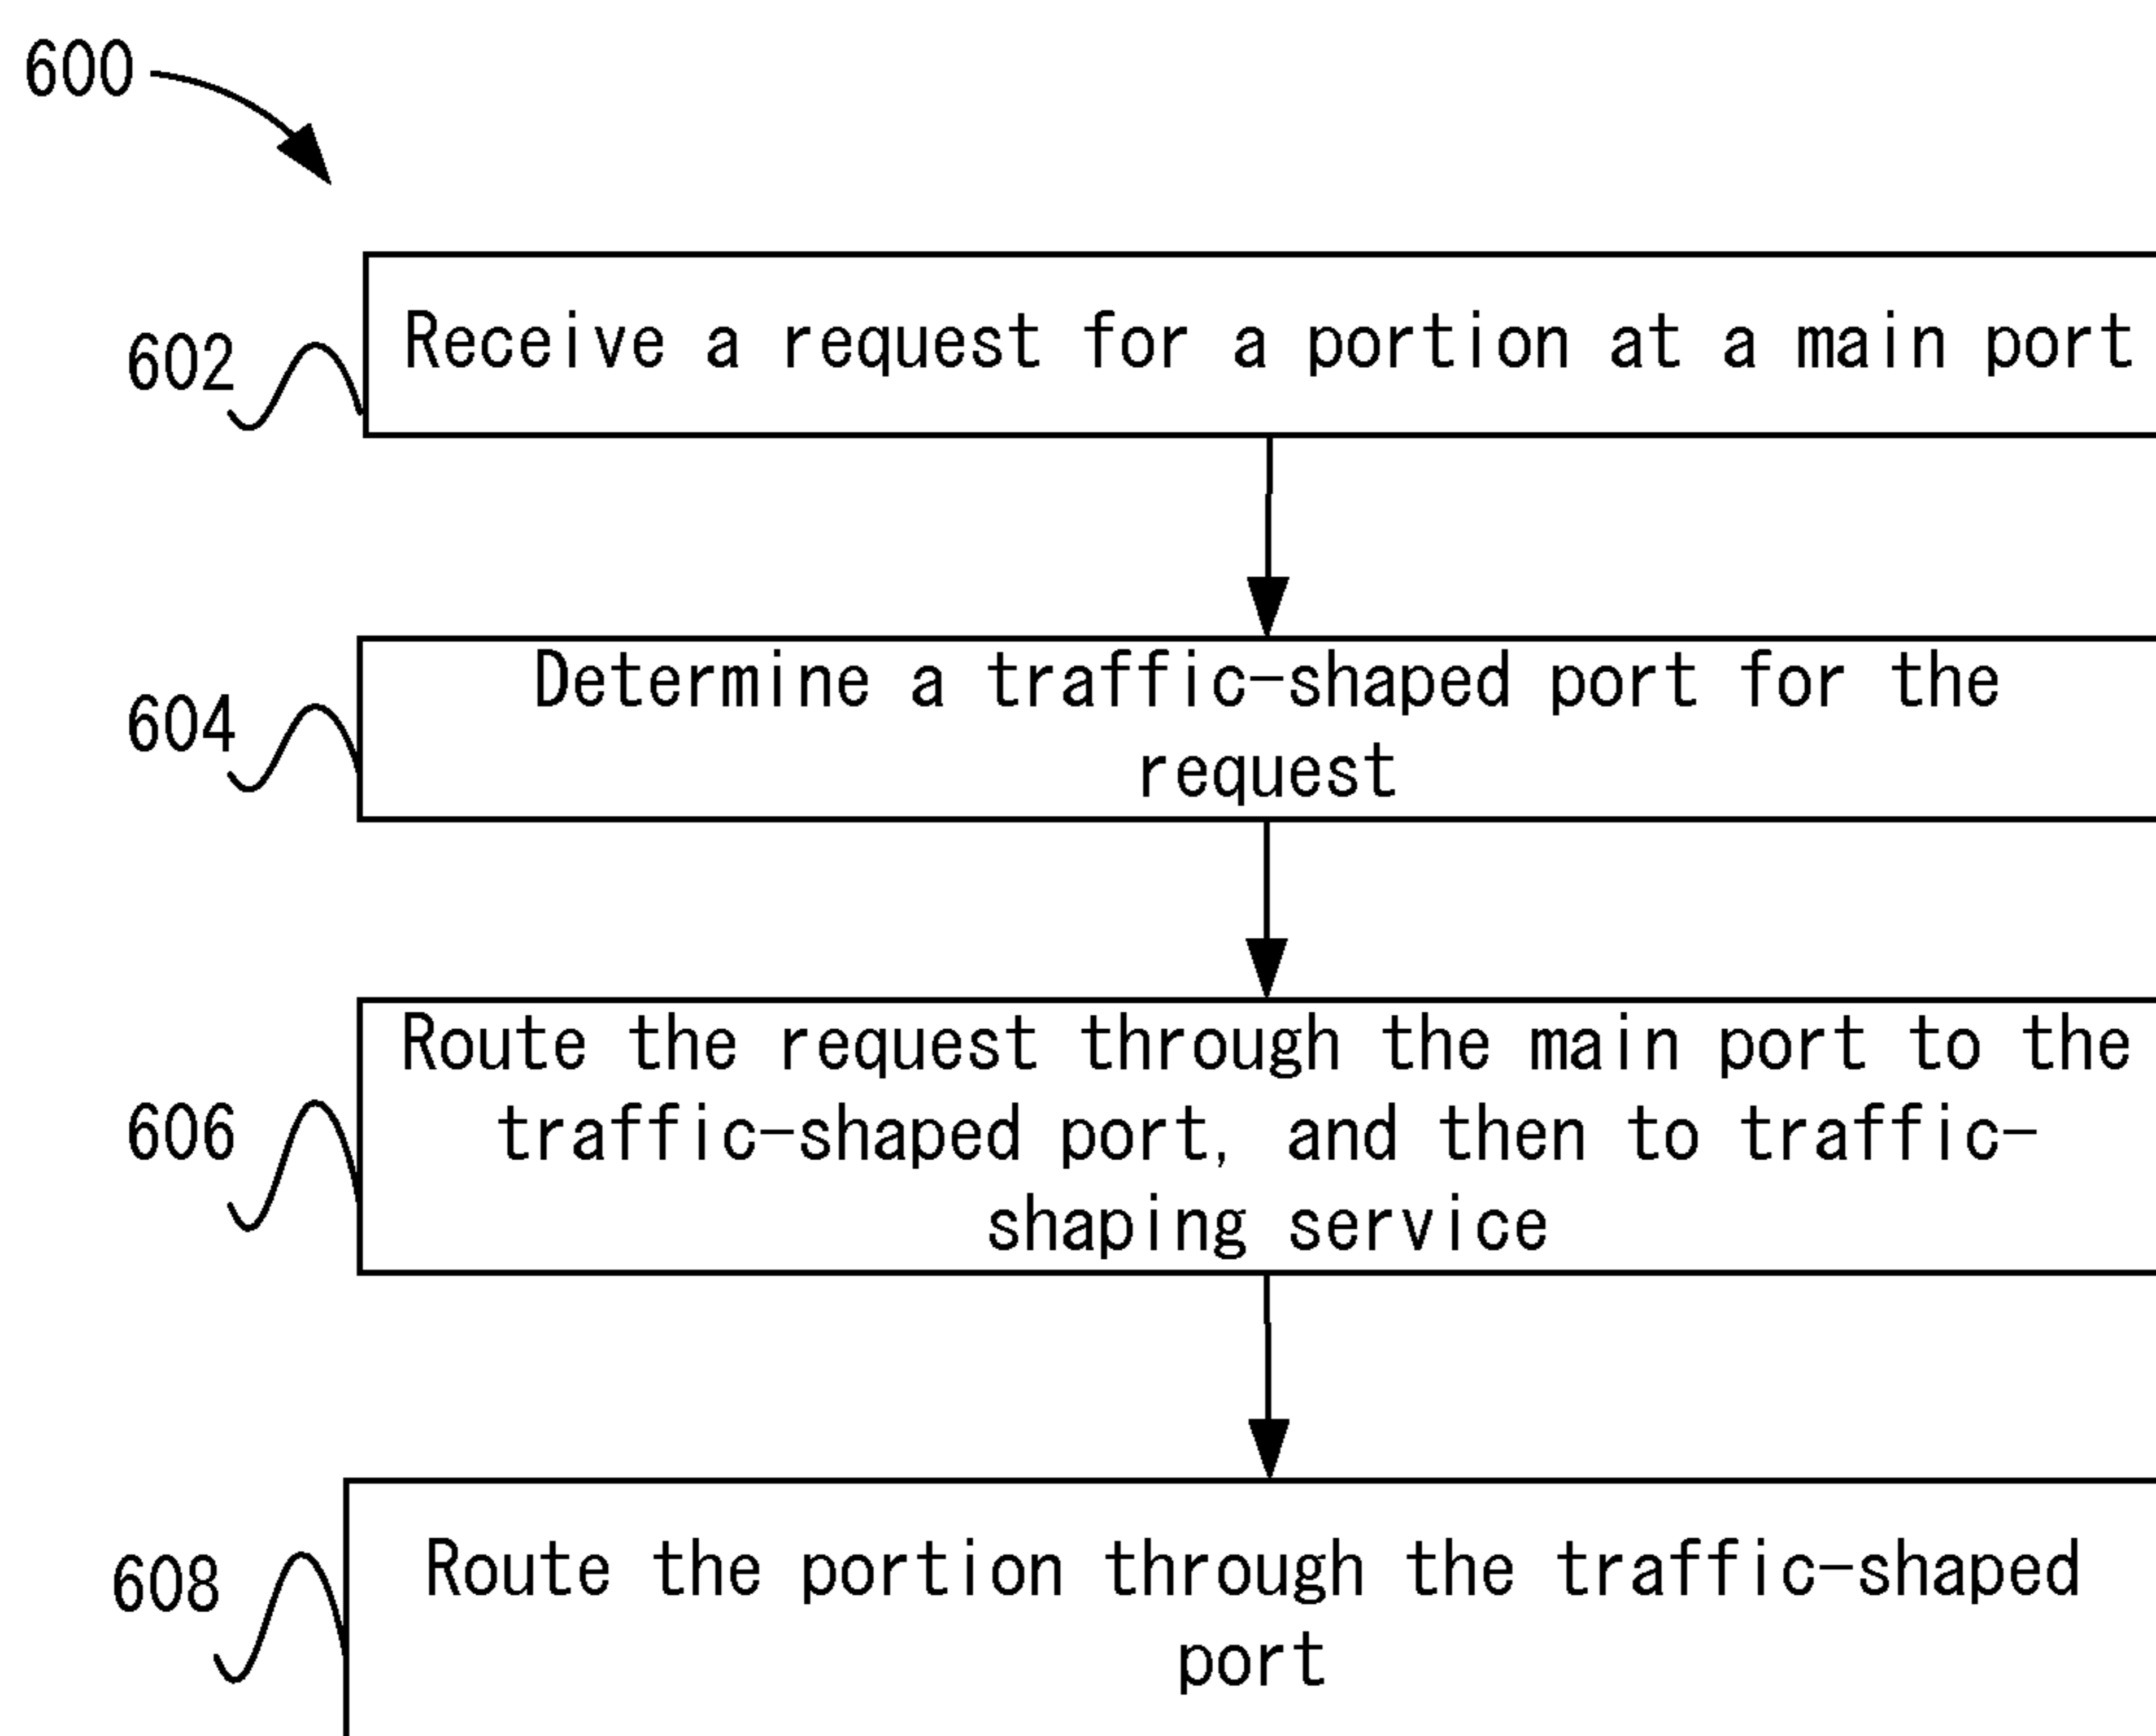 600
602
Receive a request for a portion at a main port
604
Determine a traffic-shaped port for the
request
606
Route the request through the main port to the
traffic-shaped port, and then to traffic-
shaping service
608
Route the portion through the traffic-shaped
port